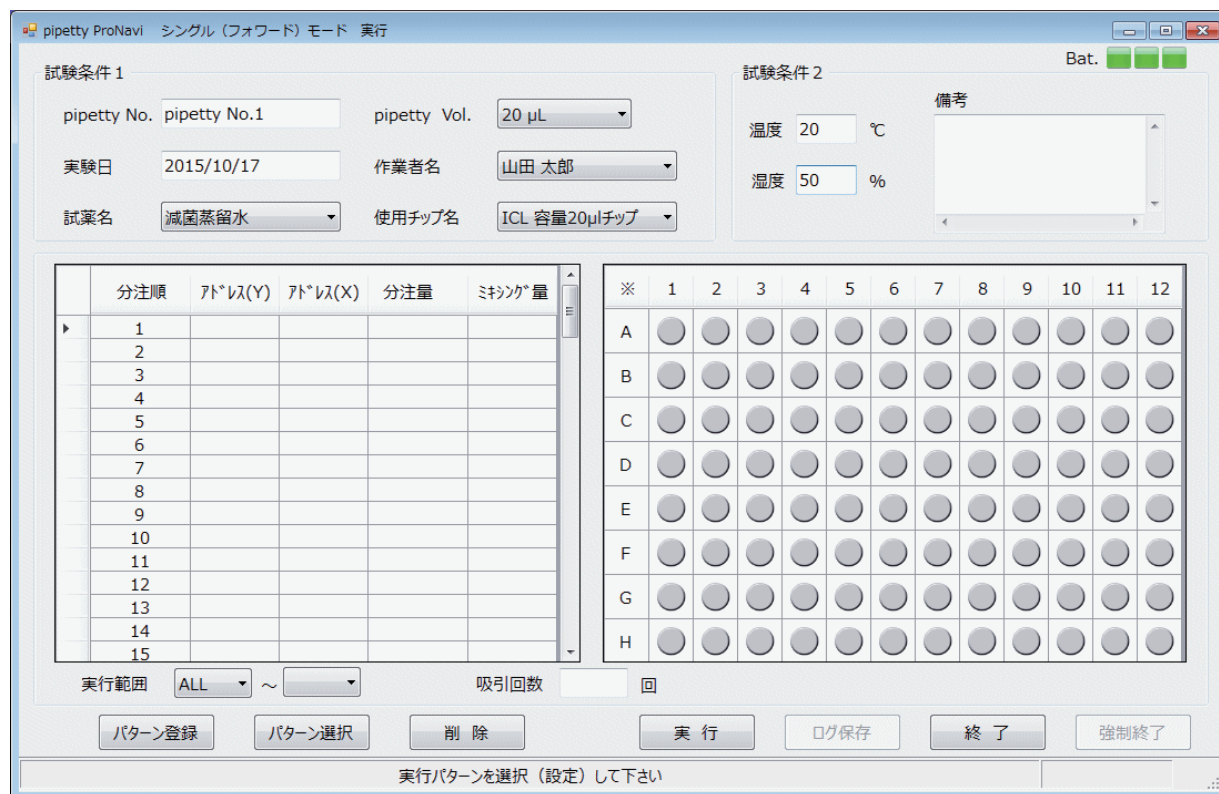 pipetty ProNavi シングル（フォワード）モード 実行
Bat.
試験条件1
pipetty No. pipetty No.1 pipetty Vol. 20 μL
実験日 2015/10/17 作業者名 山田 太郎
試薬名 滅菌蒸留水 使用チップ名 ICL 容量20μlチップ
試験条件2
備考
温度 20 ℃
湿度 50 %
分注順 ｱﾄﾞﾚｽ(Y) ｱﾄﾞﾚｽ(X) 分注量 ﾐｷｼﾝｸﾞ量
1
2
3
4
5
6
7
8
9
10
11
12
13
14
15
※ 1 2 3 4 5 6 7 8 9 10 11 12
A
B
C
D
E
F
G
H
実行範囲 ALL ～ 吸引回数 回
パターン登録 パターン選択 削 除 実 行 ログ保存 終 了 強制終了
実行パターンを選択（設定）して下さい